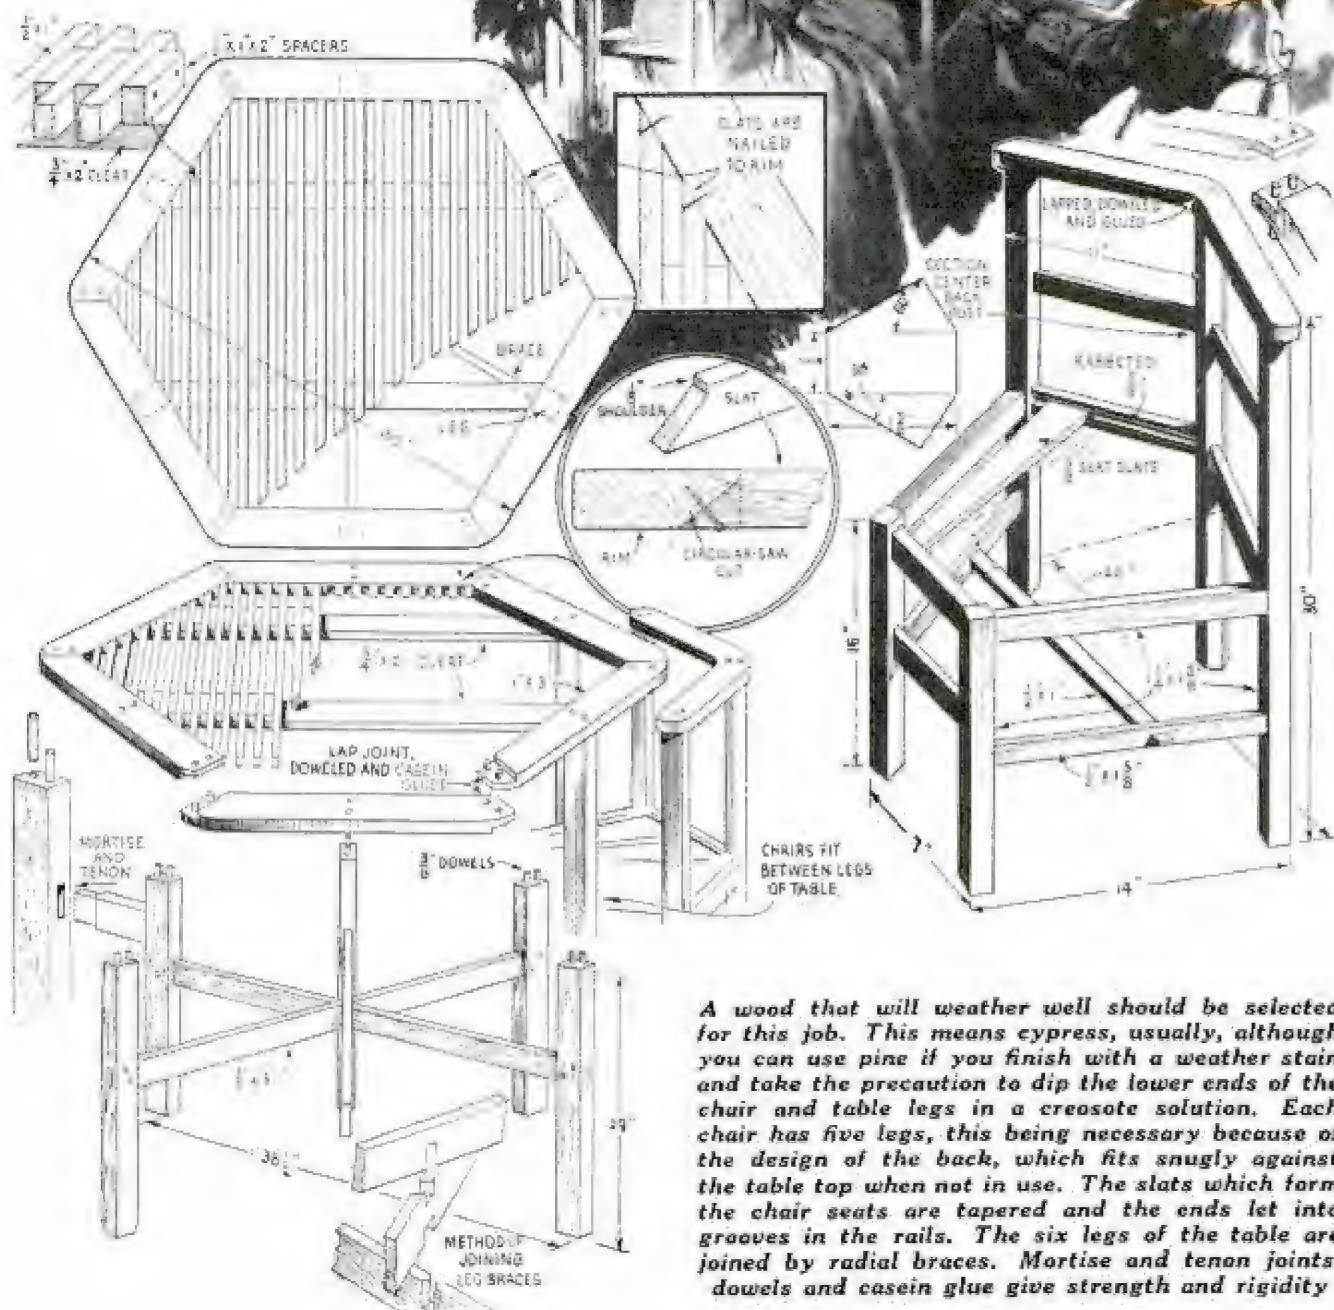 2" SPACERS
SLATS ARE
NAILED
TO RIM
LAPPED, DOWELED
AND GLUED
SECTION
CENTER
BACK
POST
RABBETED
BRACE
LEG
SHOULDER
SLAT
SEAT SLATS
RIM
CIRCULAR-SAW
CUT
16"
30"
CLEAT
LAP JOINT,
DOWELED AND CASEIN
GLUED
MORTISE
AND
TENON
DOWELS
CHAIRS FIT
BETWEEN LEGS
OF TABLE
14"
METHOD OF
JOINING
LEG BRACES
A wood that will weather well should be selected
for this job. This means cypress, usually, although
you can use pine if you finish with a weather stain
and take the precaution to dip the lower ends of the
chair and table legs in a creosote solution. Each
chair has five legs, this being necessary because of
the design of the back, which fits snugly against
the table top when not in use. The slats which form
the chair seats are tapered and the ends let into
grooves in the rails. The six legs of the table are
joined by radial braces. Mortise and tenon joints,
dowels and casein glue give strength and rigidity